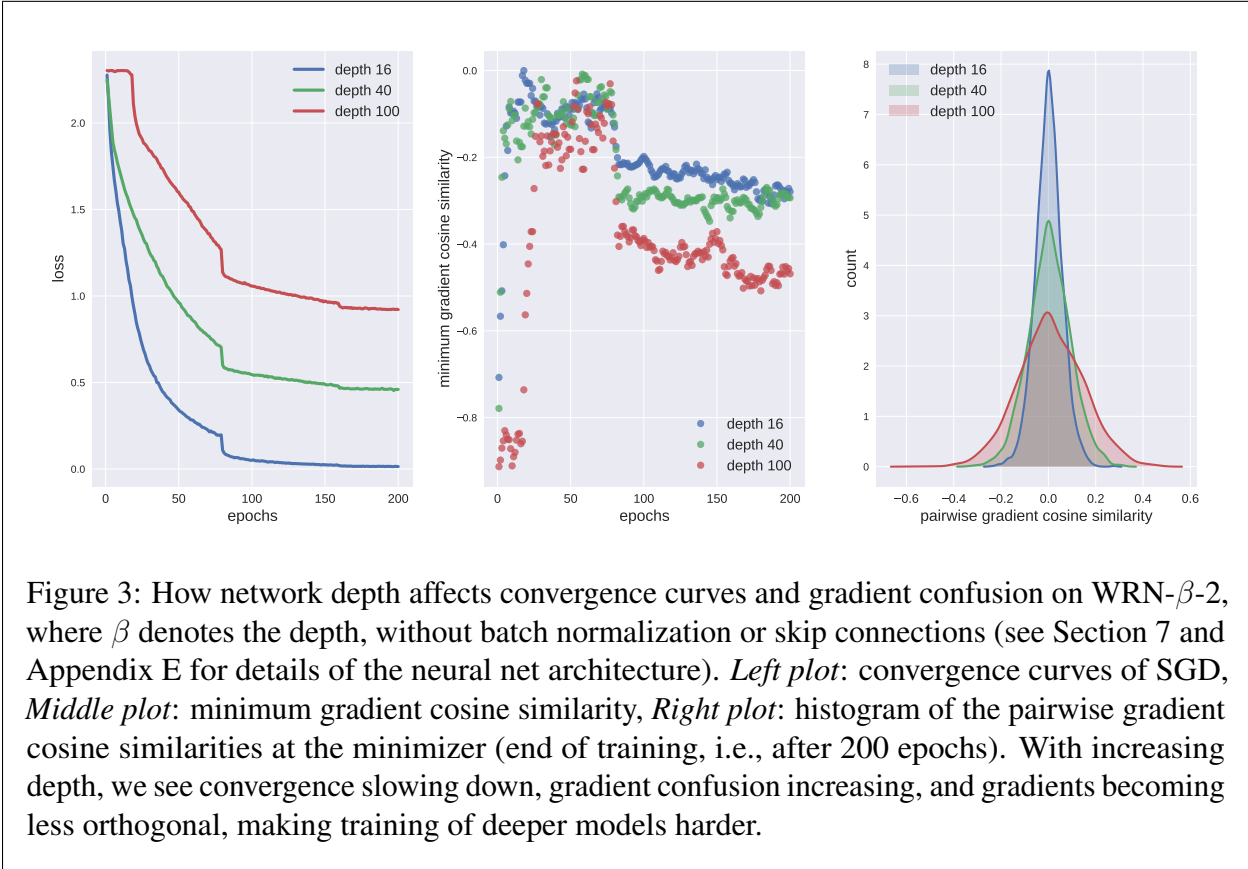 depth 16
depth 40
depth 100
2.0
1.5
1.0
0.5
0.0
loss
0 50 100 150 200
epochs
0.0
−0.2
−0.4
−0.6
−0.8
minimum gradient cosine similarity
depth 16
depth 40
depth 100
0 50 100 150 200
epochs
depth 16
depth 40
depth 100
8
7
6
5
4
3
2
1
0
count
−0.6 −0.4 −0.2 0.0 0.2 0.4 0.6
pairwise gradient cosine similarity
Figure 3: How network depth affects convergence curves and gradient confusion on WRN-β-2,
where β denotes the depth, without batch normalization or skip connections (see Section 7 and
Appendix E for details of the neural net architecture). Left plot: convergence curves of SGD,
Middle plot: minimum gradient cosine similarity, Right plot: histogram of the pairwise gradient
cosine similarities at the minimizer (end of training, i.e., after 200 epochs). With increasing
depth, we see convergence slowing down, gradient confusion increasing, and gradients becoming
less orthogonal, making training of deeper models harder.